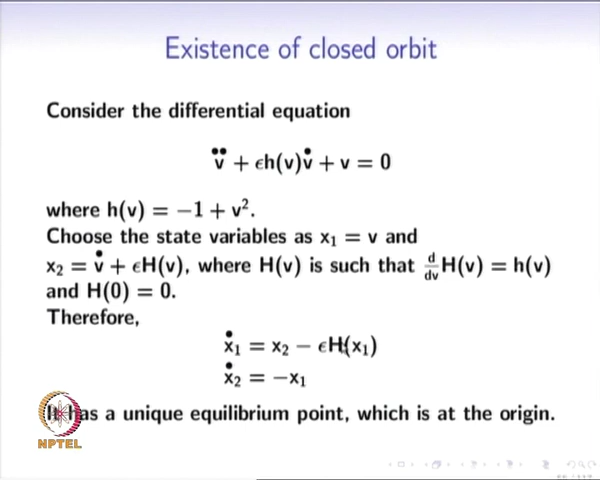 Existence of closed orbit
Consider the differential equation
v̈ + ϵh(v)v̇ + v = 0
where h(v) = −1 + v².
Choose the state variables as x₁ = v and
x₂ = v̇ + ϵH(v), where H(v) is such that d/dv H(v) = h(v)
and H(0) = 0.
Therefore,
ẋ₁ = x₂ − ϵH(x₁)
ẋ₂ = −x₁
has a unique equilibrium point, which is at the origin.
NPTEL